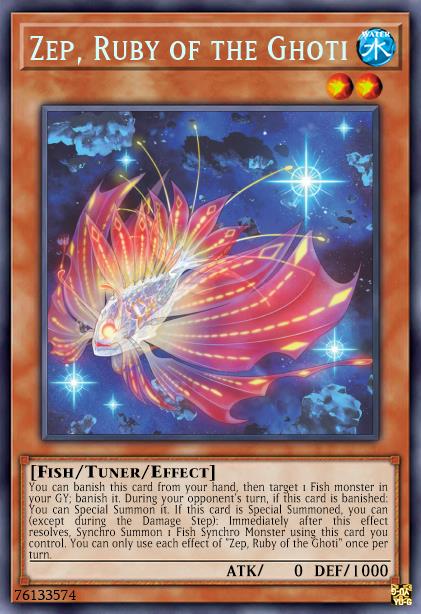 Zep, Ruby of the Ghoti
WATER
水
[Fish/Tuner/Effect]
You can banish this card from your hand, then target 1 Fish monster in
your GY; banish it. During your opponent's turn, if this card is banished:
You can Special Summon it. If this card is Special Summoned, you can
(except during the Damage Step): Immediately after this effect
resolves, Synchro Summon 1 Fish Synchro Monster using this card you
control. You can only use each effect of "Zep, Ruby of the Ghoti" once per
turn.
ATK/ 0 DEF/1000
76133574